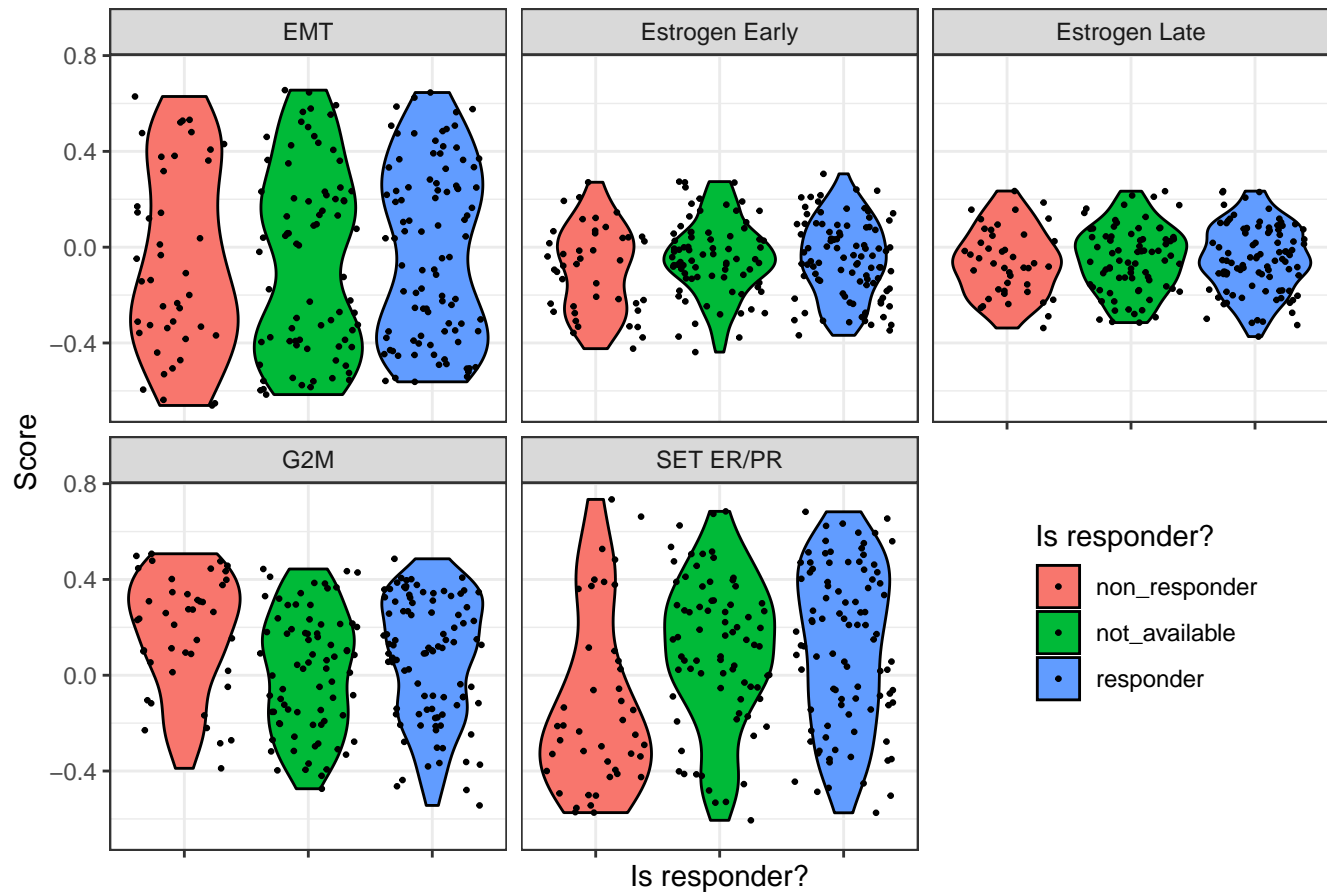 EMT
Estrogen Early
Estrogen Late
0.8
0.4
0.0
−0.4
Score
G2M
SET ER/PR
0.8
0.4
0.0
−0.4
Is responder?
Is responder?
non_responder
not_available
responder